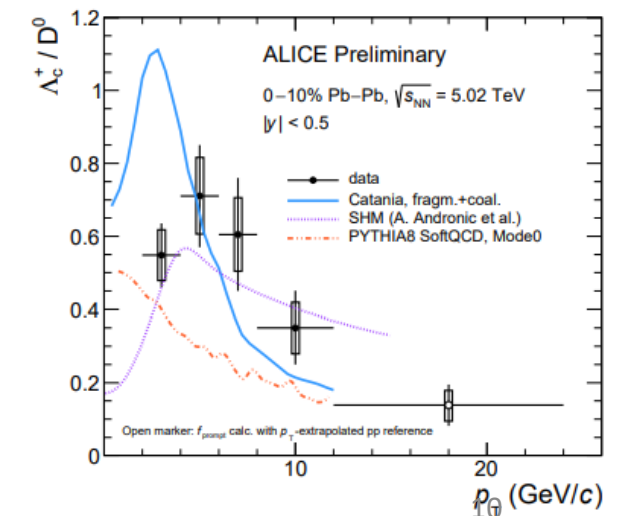 1.2
Λc+ / D0
ALICE Preliminary
0−10% Pb−Pb, √sNN = 5.02 TeV
|y| < 0.5
1
0.8
data
Catania, fragm.+coal.
SHM (A. Andronic et al.)
PYTHIA8 SoftQCD, Mode0
0.6
0.4
0.2
Open marker: fprompt calc. with pT-extrapolated pp reference
0
10
20
pT (GeV/c)
10